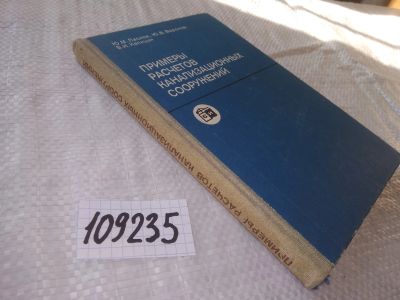 Ю.М. Ласков, Ю.В. Воронов,
В.И. Калицун
ПРИМЕРЫ
РАСЧЕТОВ
КАНАЛИЗАЦИОННЫХ
СООРУЖЕНИЙ
ПРИМЕРЫ РАСЧЕТОВ КАНАЛИЗАЦИОННЫХ СООРУЖЕНИЙ
109235